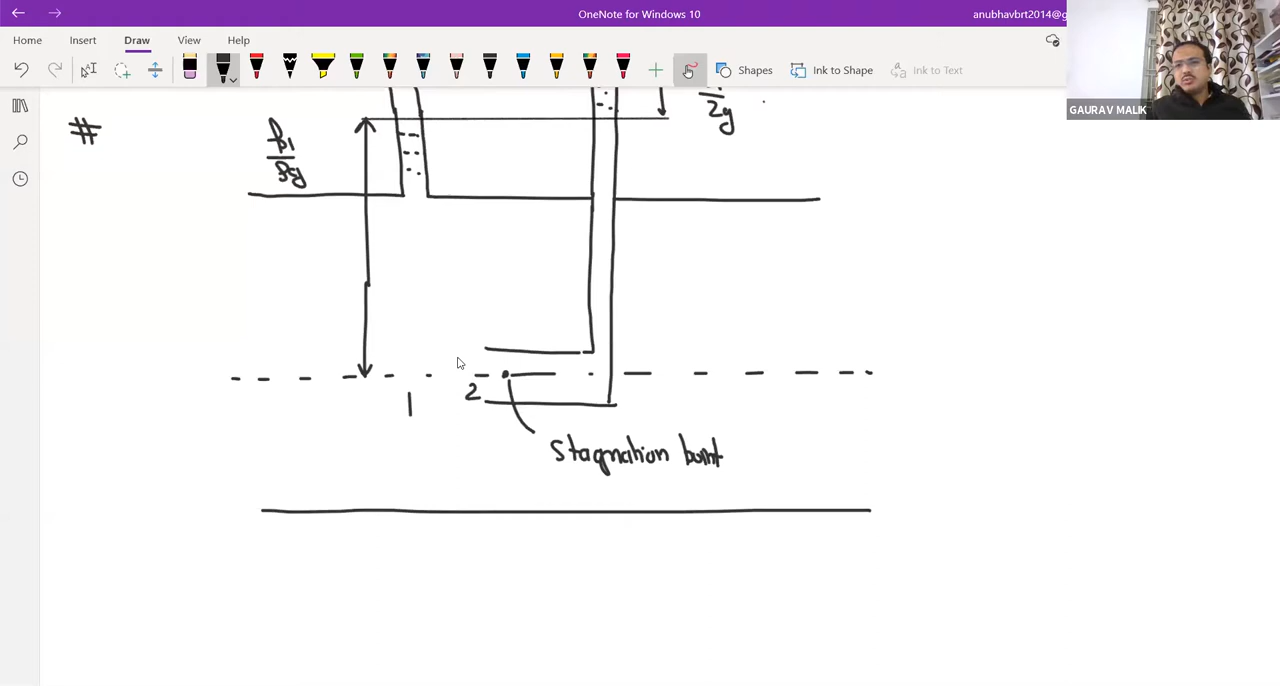 OneNote for Windows 10
anubhavbrt2014@g
Home Insert Draw View Help
Shapes
Ink to Shape
Ink to Text
GAURAV MALIK
#
p1
ρg
2g
1
2
Stagnation point